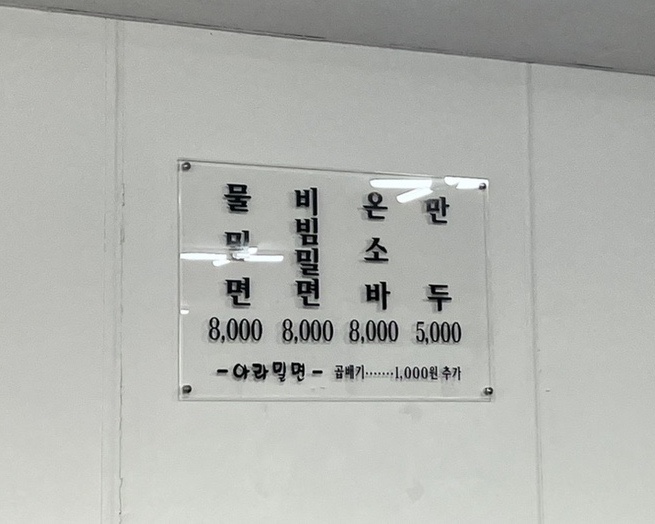 물밀면 비빔밀면 온소바 만두
8,000 8,000 8,000 5,000
-아라밀면- 곱배기·······1,000원 추가